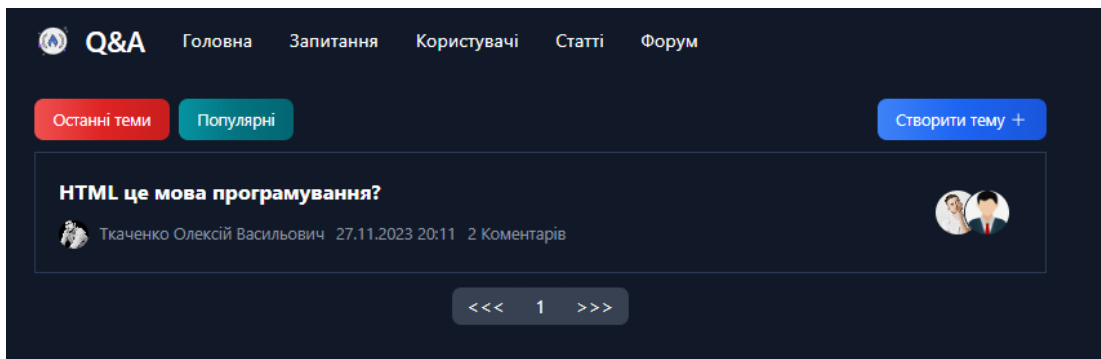 Q&A Головна Запитання Користувачі Статті Форум
Останні теми Популярні Створити тему +
HTML це мова програмування?
Ткаченко Олексій Васильович 27.11.2023 20:11 2 Коментарів
<<< 1 >>>